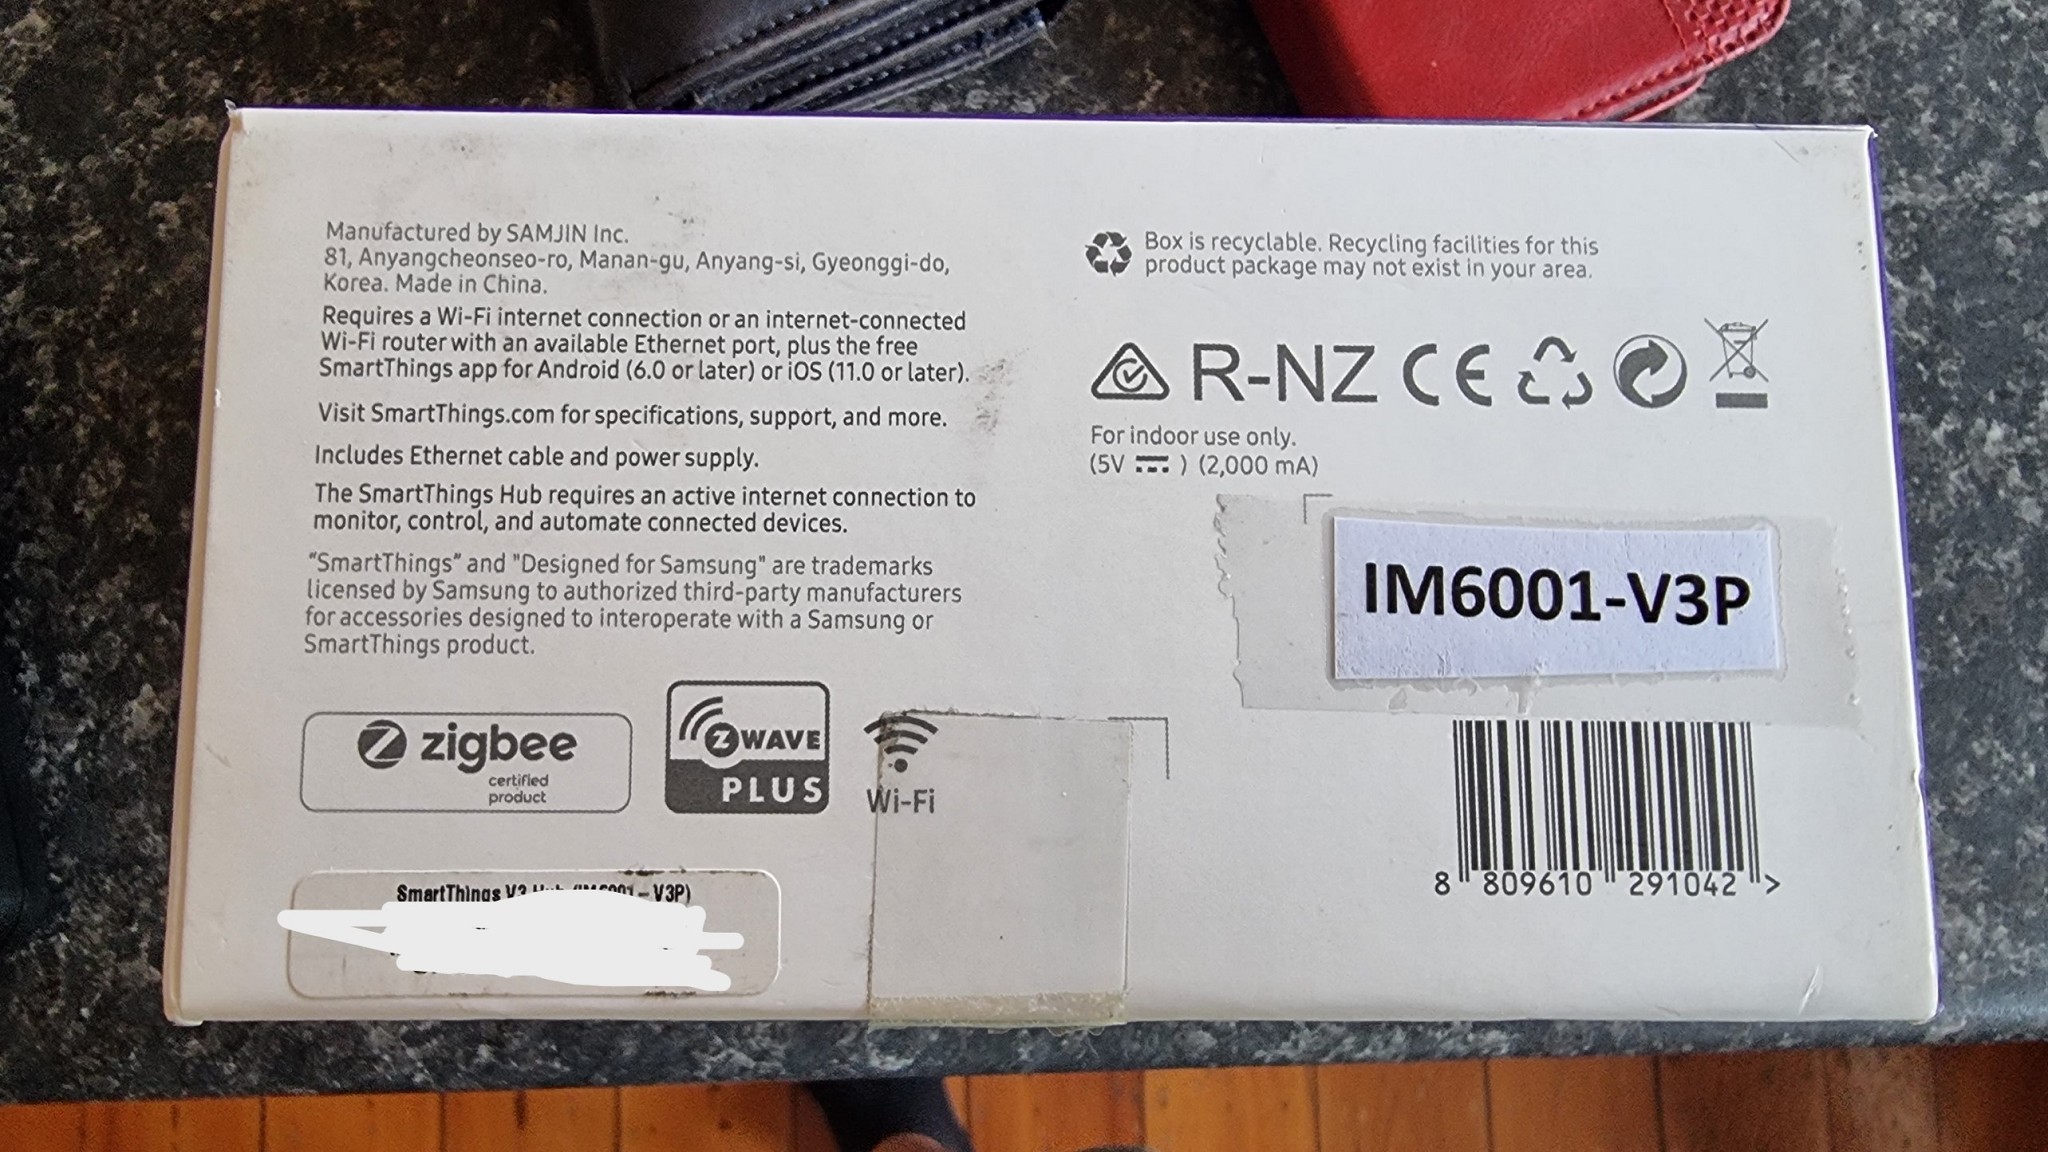 Manufactured by SAMJIN Inc.
81, Anyangcheonseo-ro, Manan-gu, Anyang-si, Gyeonggi-do,
Korea. Made in China.
Requires a Wi-Fi internet connection or an internet-connected
Wi-Fi router with an available Ethernet port, plus the free
SmartThings app for Android (6.0 or later) or iOS (11.0 or later).
Visit SmartThings.com for specifications, support, and more.
Includes Ethernet cable and power supply.
The SmartThings Hub requires an active internet connection to
monitor, control, and automate connected devices.
“SmartThings” and "Designed for Samsung" are trademarks
licensed by Samsung to authorized third-party manufacturers
for accessories designed to interoperate with a Samsung or
SmartThings product.
zigbee
certified
product
Z WAVE
PLUS
Wi-Fi
SmartThings V3 - V3P)
Box is recyclable. Recycling facilities for this
product package may not exist in your area.
R-NZ CE
For indoor use only.
(5V ⎓ ) (2,000 mA)
IM6001-V3P
8 809610 291042 >